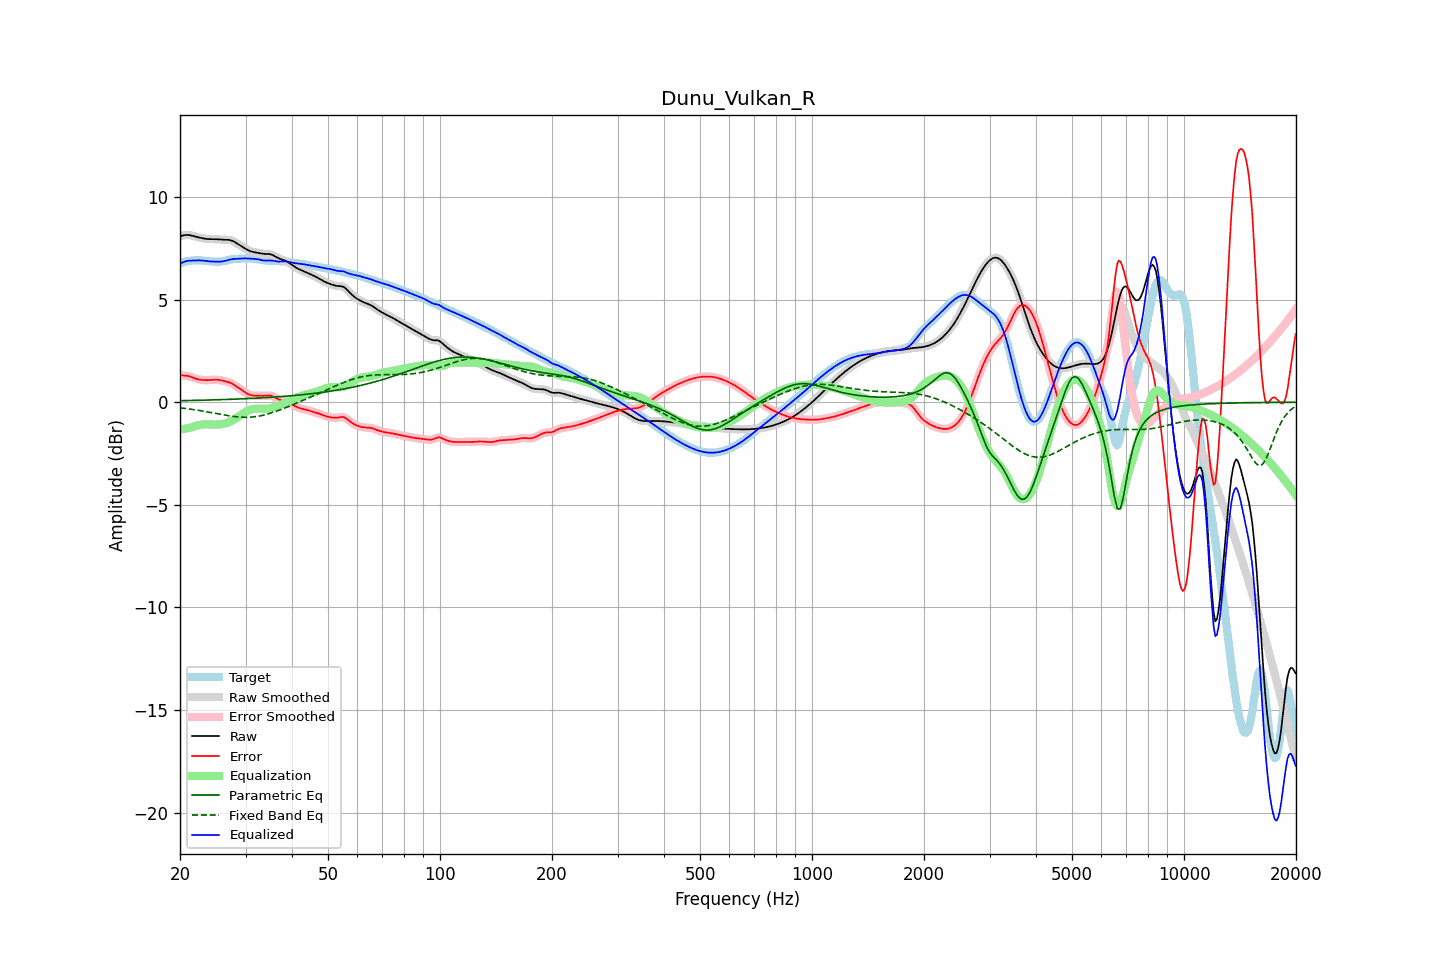 Dunu_Vulkan_R
Amplitude (dBr)
10
5
0
−5
−10
−15
−20
Target
Raw Smoothed
Error Smoothed
Raw
Error
Equalization
Parametric Eq
Fixed Band Eq
Equalized
20
50
100
200
500
1000
2000
5000
10000
20000
Frequency (Hz)